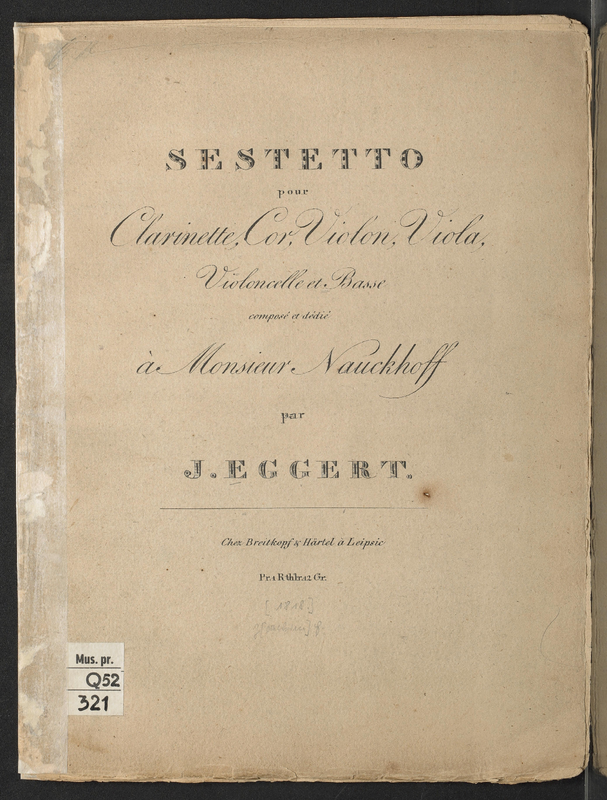 SESTETTO
pour
Clarinette, Cor, Violon, Viola,
Violoncelle et Basse
composé et dédié
à Monsieur Nauckhoff
par
J. EGGERT.
Chez Breitkopf & Härtel à Leipsic
Pr. 1 Rthlr. 12 Gr.
[1818]
Mus. pr.
Q52
321